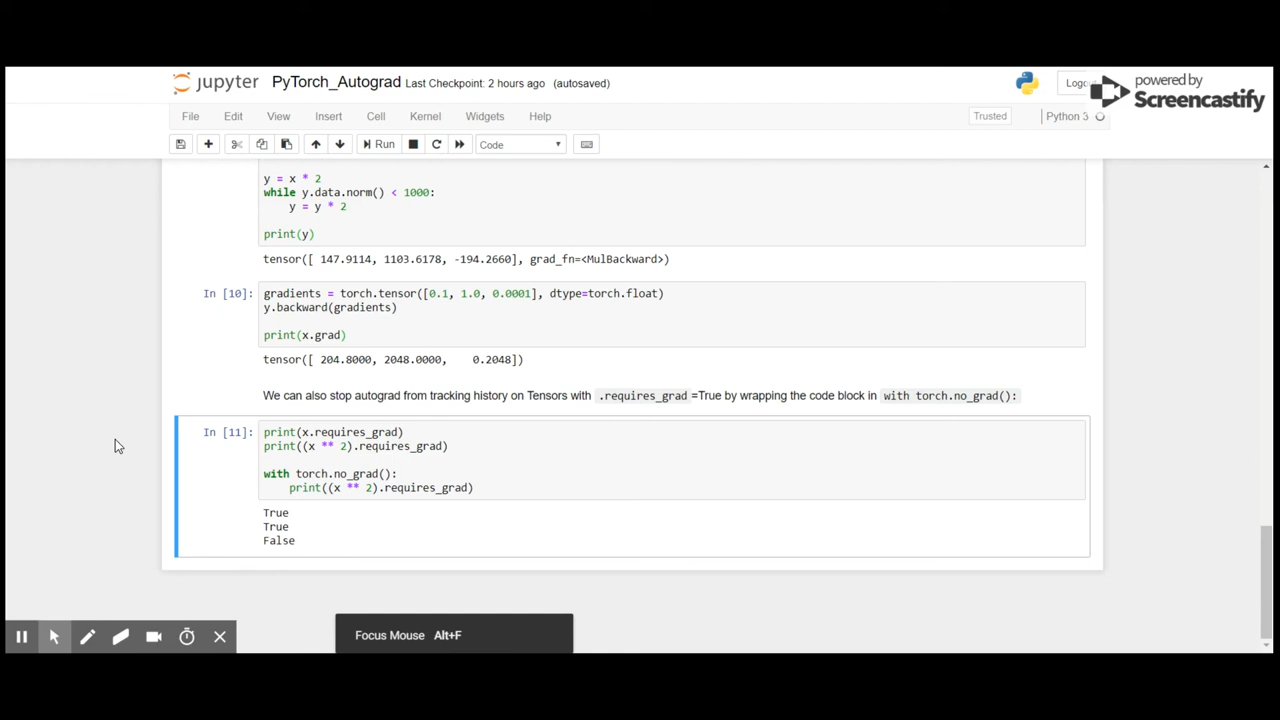 jupyter PyTorch_Autograd Last Checkpoint: 2 hours ago (autosaved)
powered by
Screencastify
File Edit View Insert Cell Kernel Widgets Help Trusted Python 3
Run Code
y = x * 2
while y.data.norm() < 1000:
    y = y * 2
print(y)
tensor([ 147.9114, 1103.6178, -194.2660], grad_fn=<MulBackward>)
In [10]: gradients = torch.tensor([0.1, 1.0, 0.0001], dtype=torch.float)
y.backward(gradients)
print(x.grad)
tensor([ 204.8000, 2048.0000,    0.2048])
We can also stop autograd from tracking history on Tensors with .requires_grad =True by wrapping the code block in with torch.no_grad():
In [11]: print(x.requires_grad)
print((x ** 2).requires_grad)
with torch.no_grad():
    print((x ** 2).requires_grad)
True
True
False
Focus Mouse Alt+F